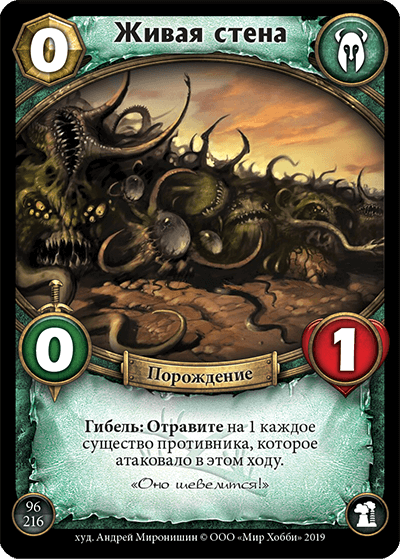 0
Живая стена
0
1
Порождение
Гибель: Отравите на 1 каждое
существо противника, которое
атаковало в этом ходу.
«Оно шевелится!»
96
216
худ. Андрей Миронишин © ООО «Мир Хобби» 2019